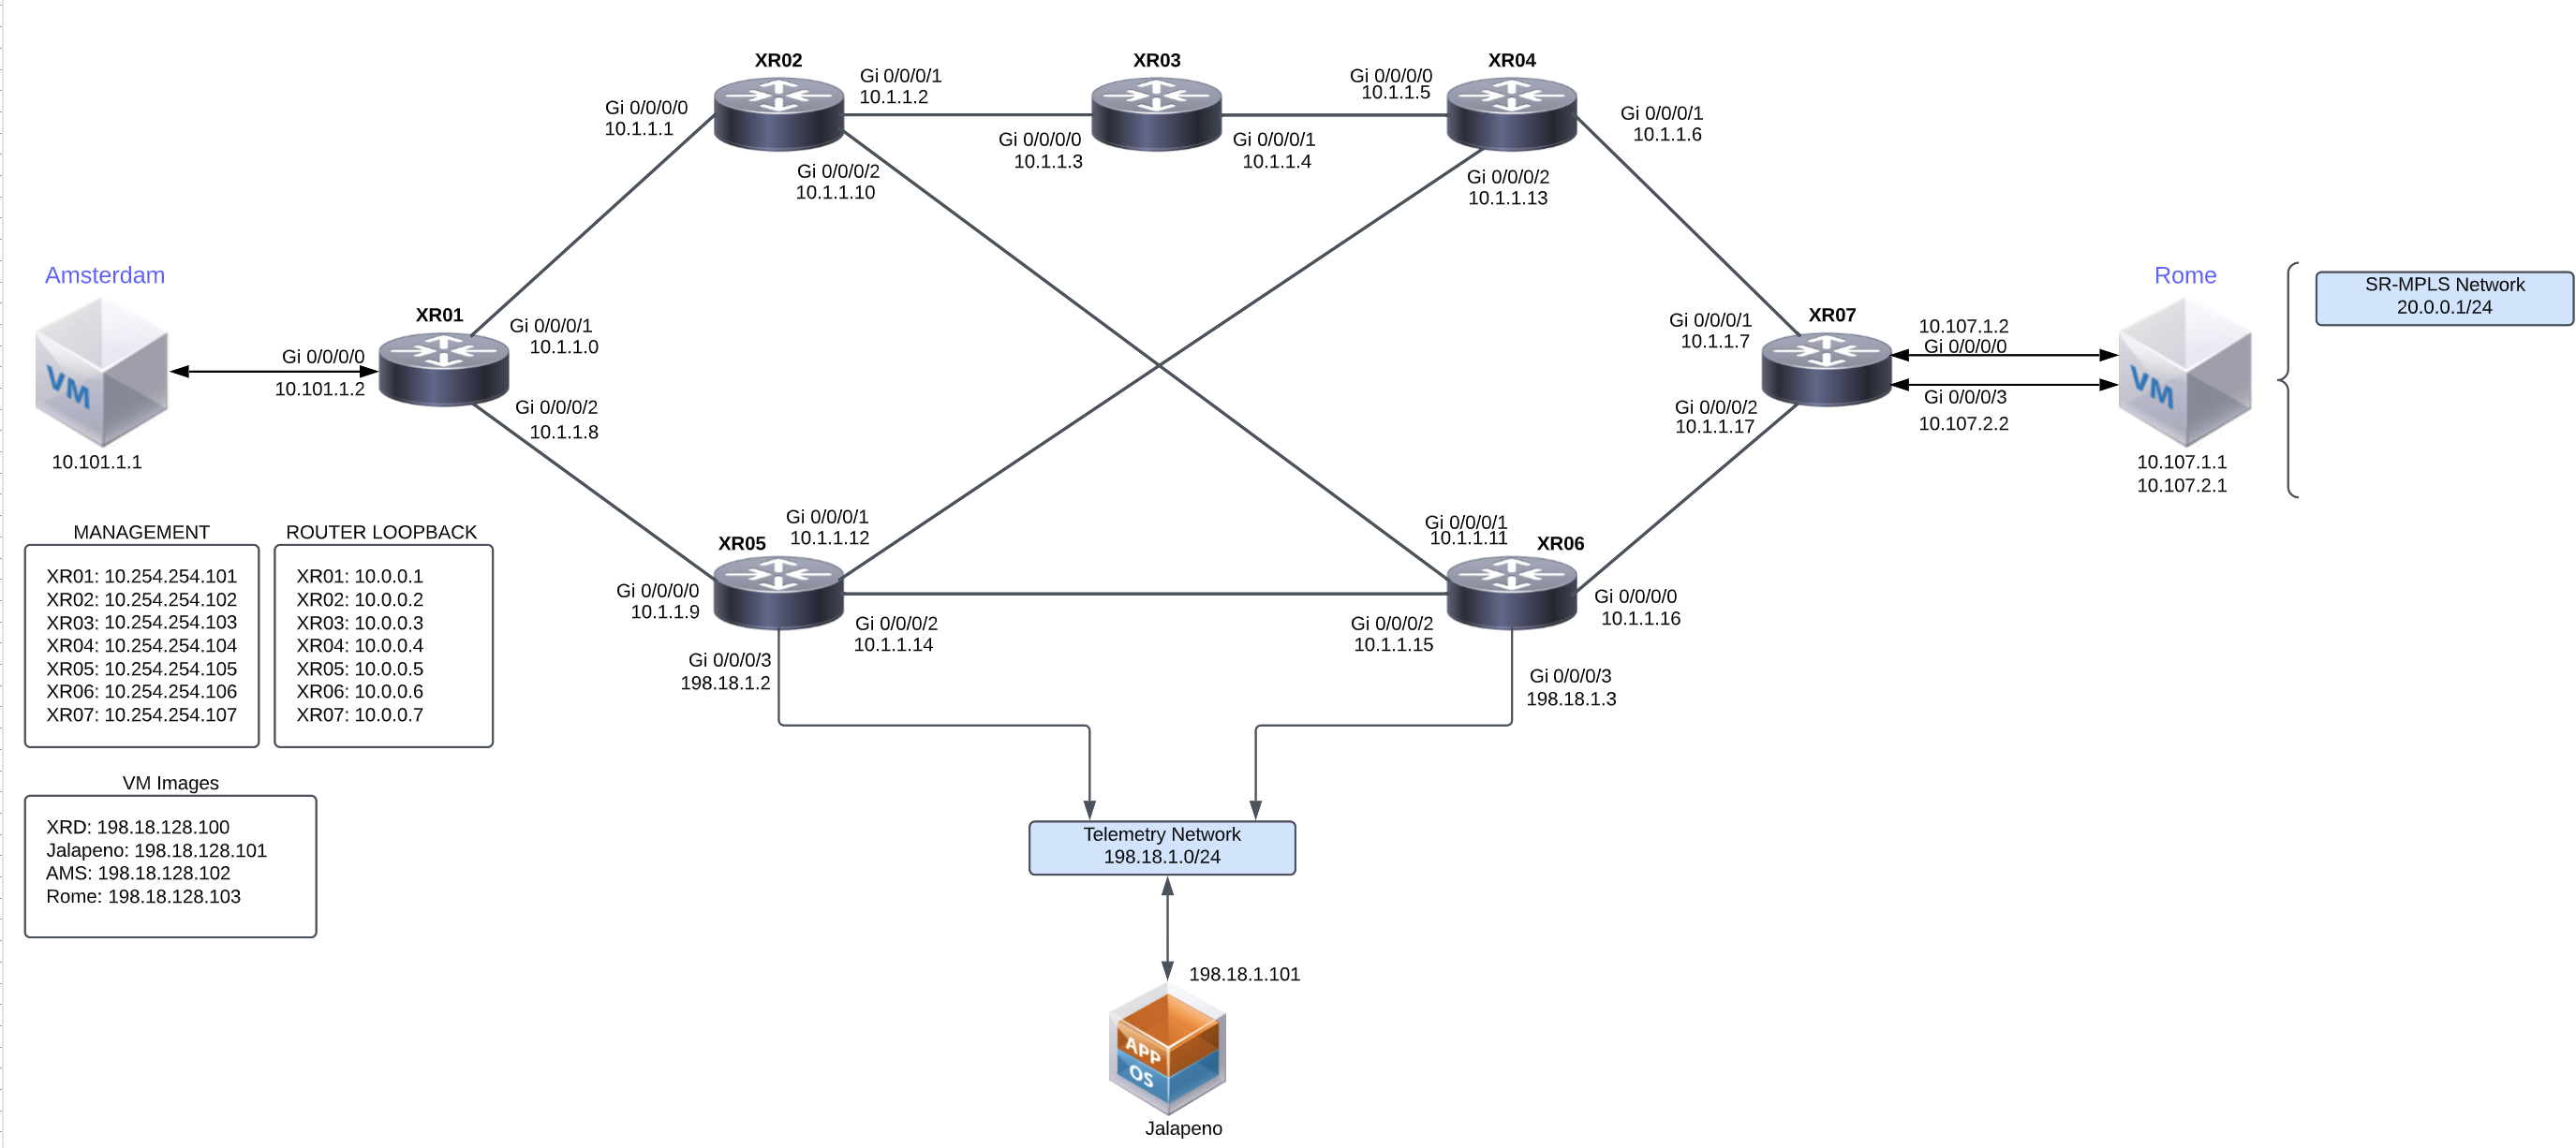 XR02
XR03
XR04
Gi 0/0/0/0
10.1.1.1
Gi 0/0/0/1
10.1.1.2
Gi 0/0/0/0
10.1.1.3
Gi 0/0/0/1
10.1.1.4
Gi 0/0/0/0
10.1.1.5
Gi 0/0/0/1
10.1.1.6
Gi 0/0/0/2
10.1.1.10
Gi 0/0/0/2
10.1.1.13
Amsterdam
VM
10.101.1.1
Gi 0/0/0/0
10.101.1.2
XR01
Gi 0/0/0/1
10.1.1.0
Gi 0/0/0/2
10.1.1.8
XR07
Gi 0/0/0/1
10.1.1.7
Gi 0/0/0/2
10.1.1.17
10.107.1.2
Gi 0/0/0/0
Gi 0/0/0/3
10.107.2.2
Rome
VM
10.107.1.1
10.107.2.1
SR-MPLS Network
20.0.0.1/24
XR05
Gi 0/0/0/1
10.1.1.12
Gi 0/0/0/0
10.1.1.9
Gi 0/0/0/2
10.1.1.14
Gi 0/0/0/3
198.18.1.2
XR06
Gi 0/0/0/1
10.1.1.11
Gi 0/0/0/0
10.1.1.16
Gi 0/0/0/2
10.1.1.15
Gi 0/0/0/3
198.18.1.3
MANAGEMENT
XR01: 10.254.254.101
XR02: 10.254.254.102
XR03: 10.254.254.103
XR04: 10.254.254.104
XR05: 10.254.254.105
XR06: 10.254.254.106
XR07: 10.254.254.107
ROUTER LOOPBACK
XR01: 10.0.0.1
XR02: 10.0.0.2
XR03: 10.0.0.3
XR04: 10.0.0.4
XR05: 10.0.0.5
XR06: 10.0.0.6
XR07: 10.0.0.7
VM Images
XRD: 198.18.128.100
Jalapeno: 198.18.128.101
AMS: 198.18.128.102
Rome: 198.18.128.103
Telemetry Network
198.18.1.0/24
198.18.1.101
APP
OS
Jalapeno